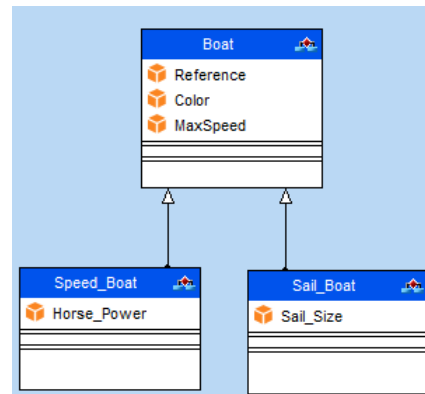 Boat
Reference
Color
MaxSpeed
Speed_Boat
Horse_Power
Sail_Boat
Sail_Size